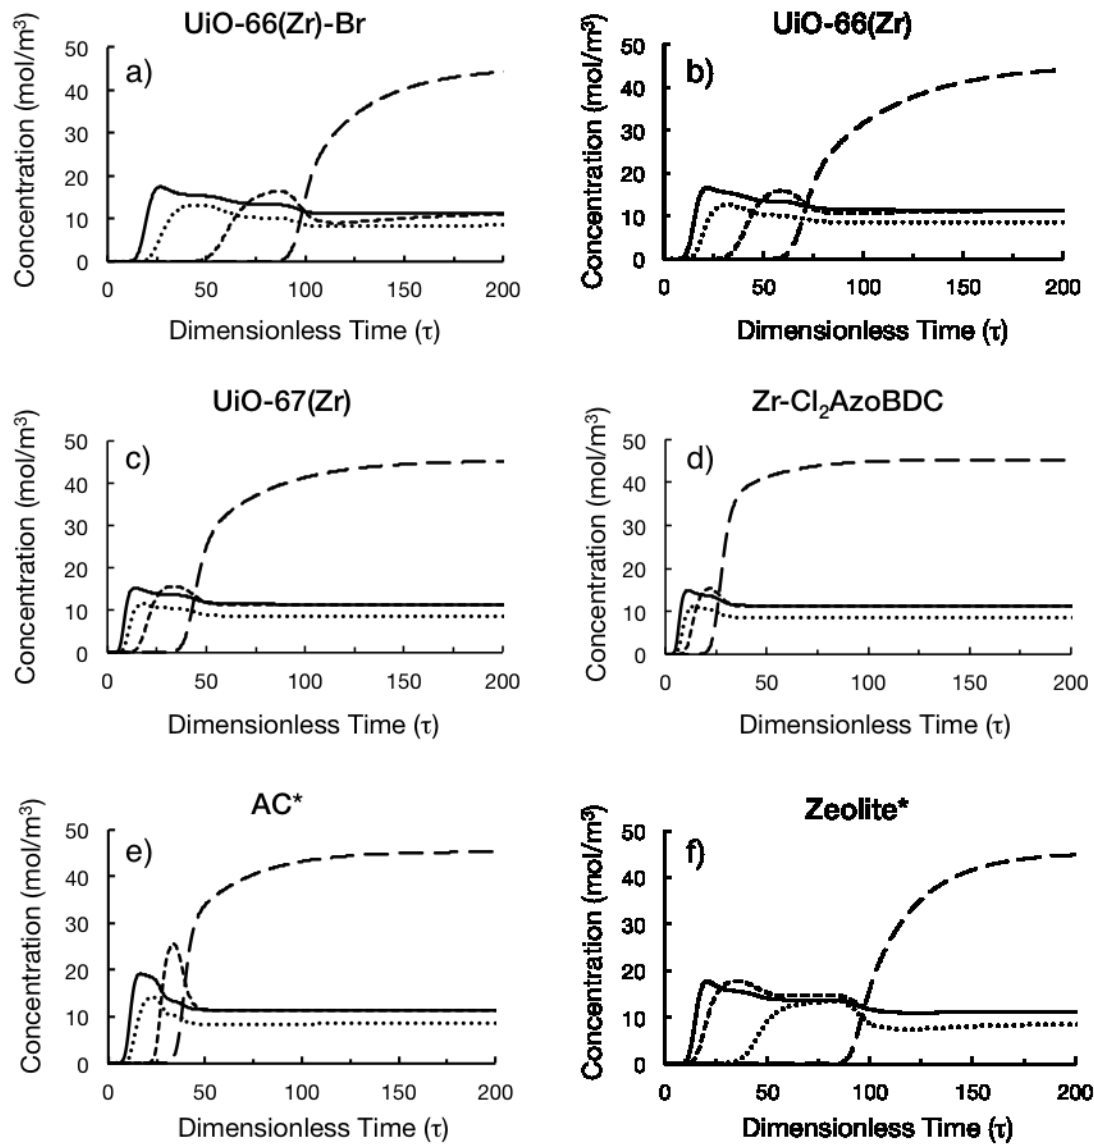 UiO-66(Zr)-Br
a)
Concentration (mol/m³)
50
40
30
20
10
0
0 50 100 150 200
Dimensionless Time (τ)
UiO-66(Zr)
b)
Concentration (mol/m³)
50
40
30
20
10
0
0 50 100 150 200
Dimensionless Time (τ)
UiO-67(Zr)
c)
Concentration (mol/m³)
50
40
30
20
10
0
0 50 100 150 200
Dimensionless Time (τ)
Zr-Cl₂AzoBDC
d)
Concentration (mol/m³)
50
40
30
20
10
0
0 50 100 150 200
Dimensionless Time (τ)
AC*
e)
Concentration (mol/m³)
50
40
30
20
10
0
0 50 100 150 200
Dimensionless Time (τ)
Zeolite*
f)
Concentration (mol/m³)
50
40
30
20
10
0
0 50 100 150 200
Dimensionless Time (τ)